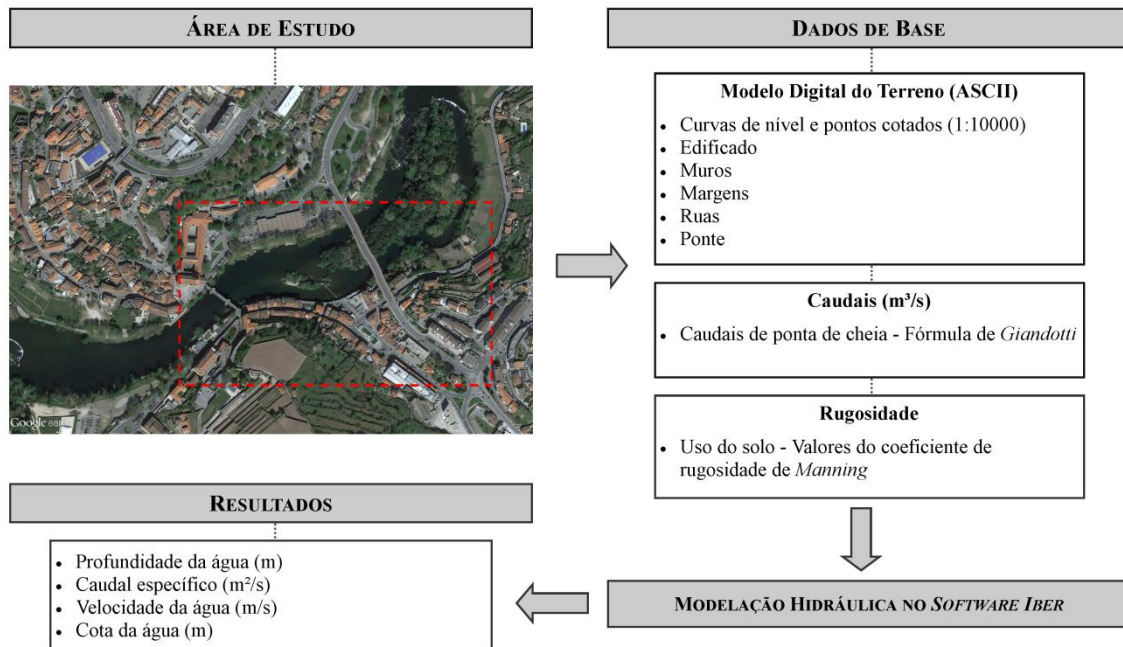 ÁREA DE ESTUDO
Google
DADOS DE BASE
Modelo Digital do Terreno (ASCII)
• Curvas de nível e pontos cotados (1:10000)
• Edificado
• Muros
• Margens
• Ruas
• Ponte
Caudais (m³/s)
• Caudais de ponta de cheia - Fórmula de Giandotti
Rugosidade
• Uso do solo - Valores do coeficiente de
rugosidade de Manning
MODELAÇÃO HIDRÁULICA NO SOFTWARE IBER
RESULTADOS
• Profundidade da água (m)
• Caudal específico (m²/s)
• Velocidade da água (m/s)
• Cota da água (m)